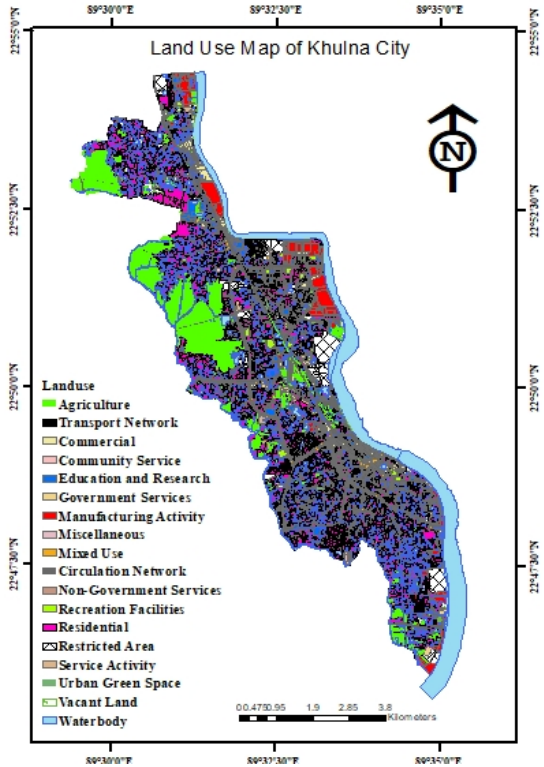 89°30'0"E 89°32'30"E 89°35'0"E
22°55'0"N 22°55'0"N
Land Use Map of Khulna City
N
22°52'30"N 22°52'30"N
22°50'0"N 22°50'0"N
Landuse
Agriculture
Transport Network
Commercial
Community Service
Education and Research
Government Services
Manufacturing Activity
Miscellaneous
Mixed Use
22°47'30"N 22°47'30"N
Circulation Network
Non-Government Services
Recreation Facilities
Residential
Restricted Area
Service Activity
Urban Green Space
Vacant Land
Waterbody
0 0.475 0.95 1.9 2.85 3.8
Kilometers
89°30'0"E 89°32'30"E 89°35'0"E